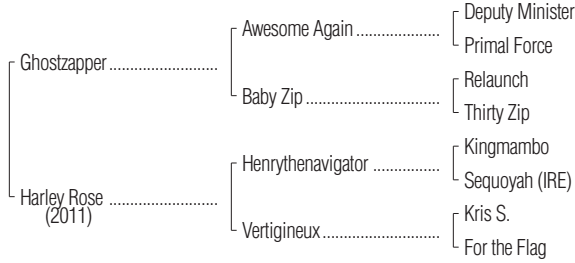 Deputy Minister
Awesome Again ....................
Primal Force
Ghostzapper ..........................
Relaunch
Baby Zip ................................
Thirty Zip
Kingmambo
Henrythenavigator ................
Sequoyah (IRE)
Harley Rose ..........................
(2011)
Kris S.
Vertigineux ............................
For the Flag